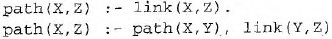 path(X,Z) :- link(X,Z).
path(X,Z) :- path(X,Y), link(Y,Z)